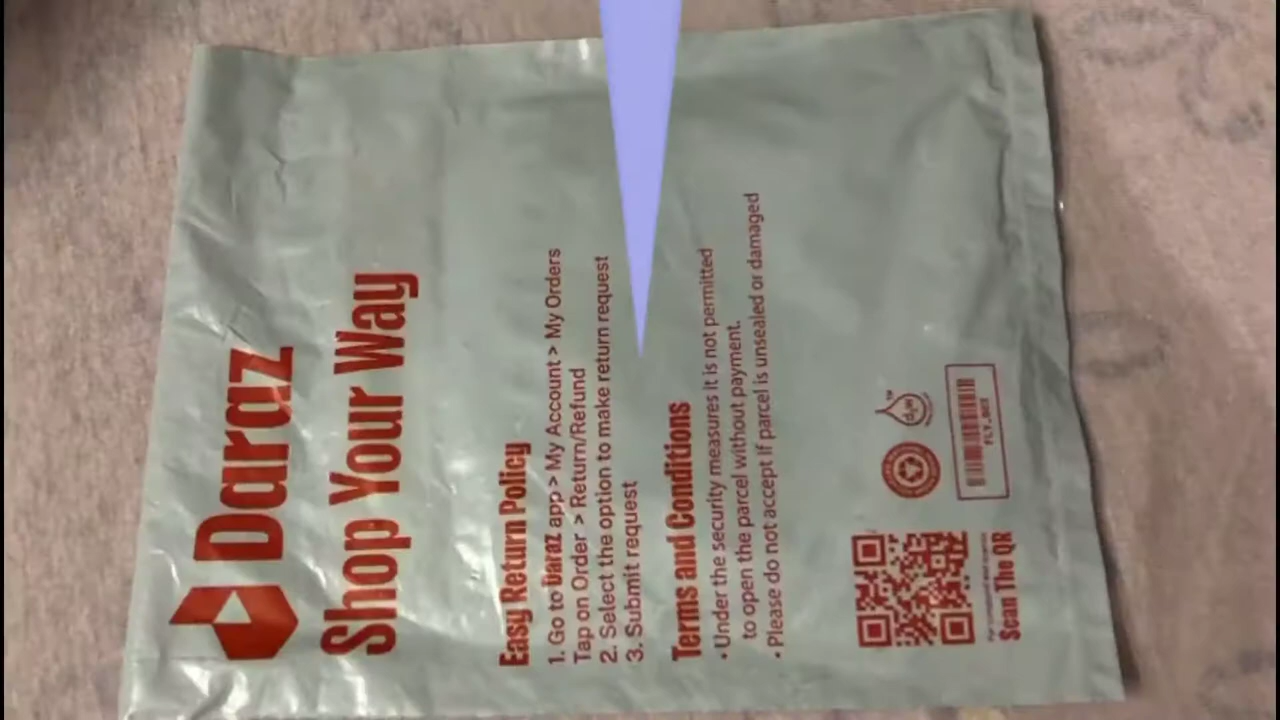 Daraz
Shop Your Way
Easy Return Policy
1. Go to Daraz app > My Account > My Orders
Tap on Order > Return/Refund
2. Select the option to make return request
3. Submit request
Terms and Conditions
• Under the security measures it is not permitted
to open the parcel without payment.
• Please do not accept if parcel is unsealed or damaged
d2w
Scan The QR